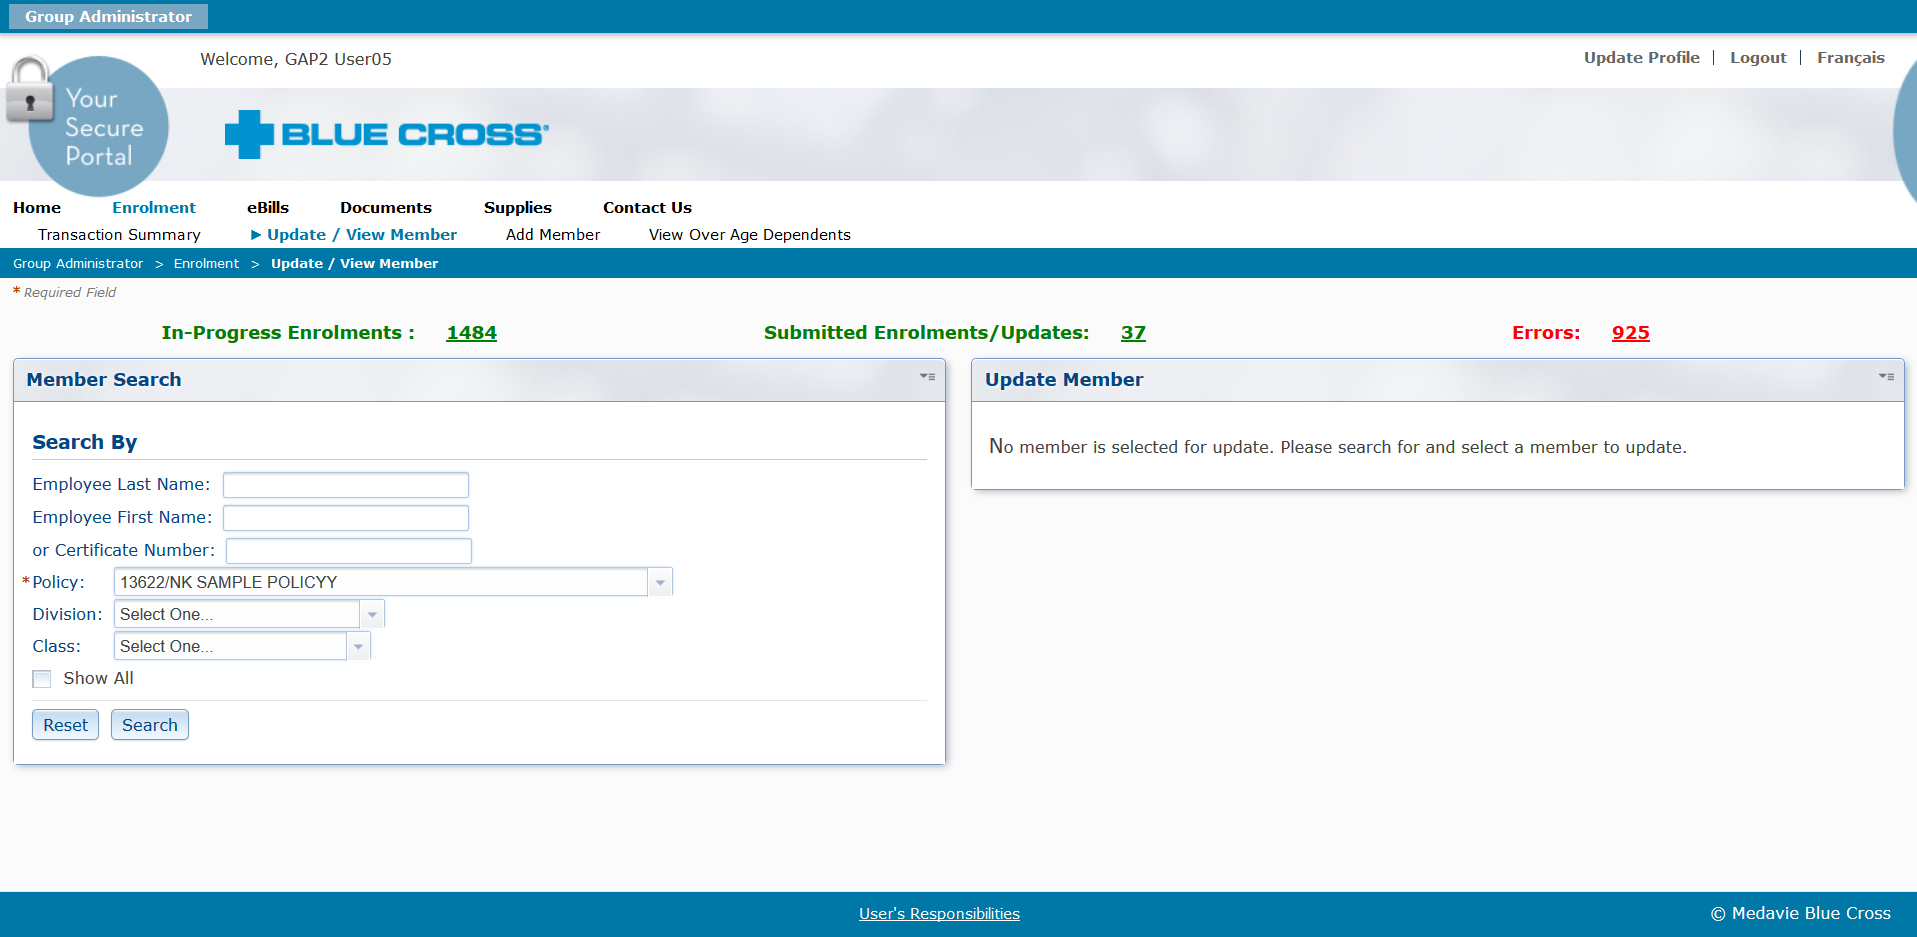 Group Administrator
Welcome, GAP2 User05
Update Profile | Logout | Français
Your
Secure
Portal
BLUE CROSS®
Home Enrolment eBills Documents Supplies Contact Us
Transaction Summary Update / View Member Add Member View Over Age Dependents
Group Administrator > Enrolment > Update / View Member
* Required Field
In-Progress Enrolments : 1484 Submitted Enrolments/Updates: 37 Errors: 925
Member Search
Search By
Employee Last Name:
Employee First Name:
or Certificate Number:
*Policy: 13622/NK SAMPLE POLICYY
Division: Select One...
Class: Select One...
Show All
Reset Search
Update Member
No member is selected for update. Please search for and select a member to update.
User's Responsibilities
© Medavie Blue Cross